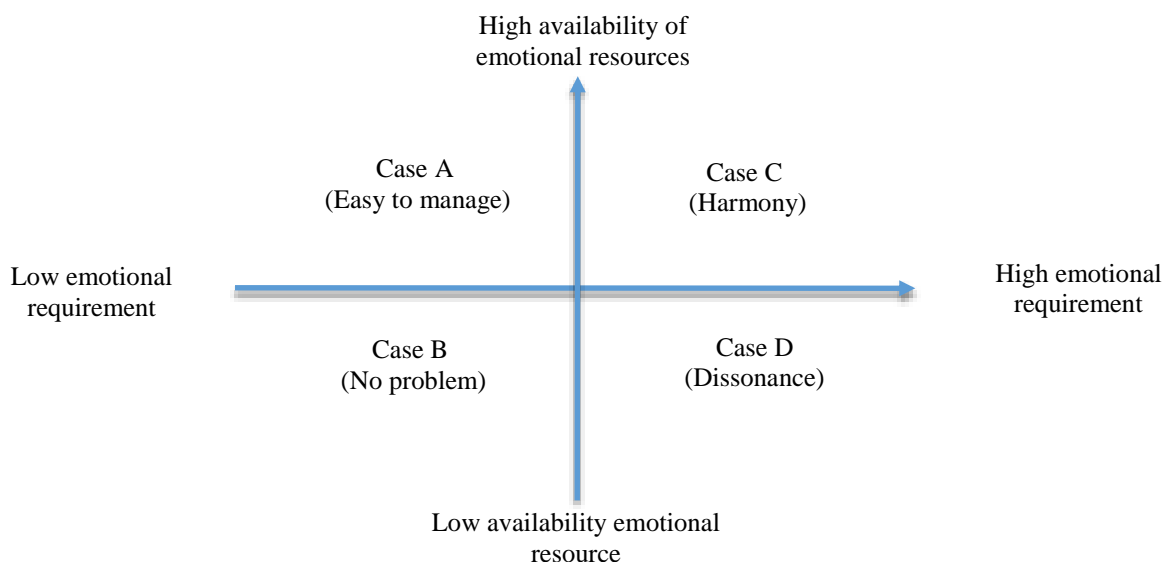 High availability of
emotional resources
Case A
(Easy to manage)
Case C
(Harmony)
Low emotional
requirement
High emotional
requirement
Case B
(No problem)
Case D
(Dissonance)
Low availability emotional
resource